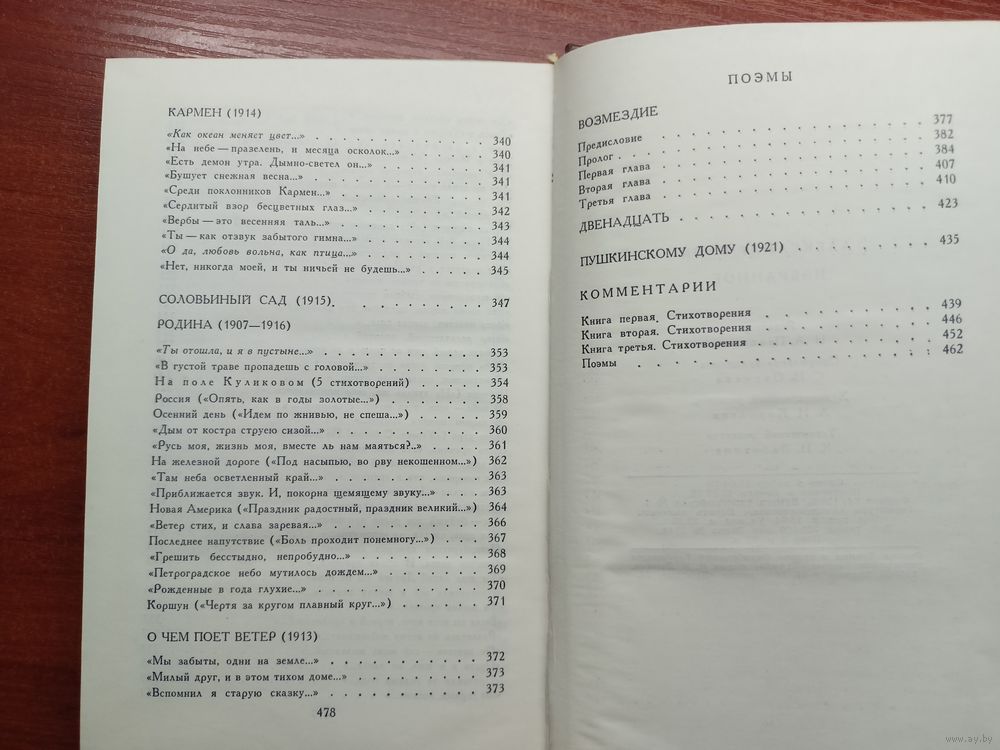 КАРМЕН (1914)
«Как океан меняет цвет...» . . . . . . . . . . 340
«На небе — празелень, и месяца осколок...» . . . . . . 340
«Есть демон утра. Дымно-светел он...» . . . . . . . 341
«Бушует снежная весна...» . . . . . . . . . . 341
«Среди поклонников Кармен...» . . . . . . . . . 341
«Сердитый взор бесцветных глаз...» . . . . . . . . 342
«Вербы — это весенняя таль...» . . . . . . . . . 343
«Ты — как отзвук забытого гимна...» . . . . . . . . 344
«О да, любовь вольна, как птица...» . . . . . . . . 344
«Нет, никогда моей, и ты ничьей не будешь...» . . . . . 345
СОЛОВЬИНЫЙ САД (1915) . . . . . . . . . 347
РОДИНА (1907—1916)
«Ты отошла, и я в пустыне...» . . . . . . . . . . 353
«В густой траве пропадешь с головой...» . . . . . . . 353
На поле Куликовом (5 стихотворений) . . . . . . 354
Россия («Опять, как в годы золотые...») . . . . . . . 358
Осенний день («Идем по жнивью, не спеша...») . . . . . 359
«Дым от костра струею сизой...» . . . . . . . . . 360
«Русь моя, жизнь моя, вместе ль нам маяться?..» . . . . 361
На железной дороге («Под насыпью, во рву некошенном...») 362
«Там неба осветленный край...» . . . . . . . . . 363
«Приближается звук. И, покорна щемящему звуку...» . . . 363
Новая Америка («Праздник радостный, праздник великий...») 364
«Ветер стих, и слава заревая...» . . . . . . . . . 366
Последнее напутствие («Боль проходит понемногу...») . . . 367
«Грешить бесстыдно, непробудно...» . . . . . . . . 368
«Петроградское небо мутилось дождем...» . . . . . . . 369
«Рожденные в года глухие...» . . . . . . . . . . 370
Коршун («Чертя за кругом плавный круг...») . . . . . . 371
О ЧЕМ ПОЕТ ВЕТЕР (1913)
«Мы забыты, одни на земле...» . . . . . . . . . . 372
«Милый друг, и в этом тихом доме...» . . . . . . . . 373
«Вспомнил я старую сказку...» . . . . . . . . . . 373
478
ПОЭМЫ
ВОЗМЕЗДИЕ
Предисловие . . . . . . . . . . . . . . 377
Пролог . . . . . . . . . . . . . . . . 382
Первая глава . . . . . . . . . . . . . . 384
Вторая глава . . . . . . . . . . . . . . 407
Третья глава . . . . . . . . . . . . . . 410
ДВЕНАДЦАТЬ . . . . . . . . . . . . . . 423
ПУШКИНСКОМУ ДОМУ (1921) . . . . . . . . . 435
КОММЕНТАРИИ
Книга первая. Стихотворения . . . . . . . . . . 439
Книга вторая. Стихотворения . . . . . . . . . . 446
Книга третья. Стихотворения . . . . . . . . . . 452
Поэмы . . . . . . . . . . . . . . . . 462
www.ay.by